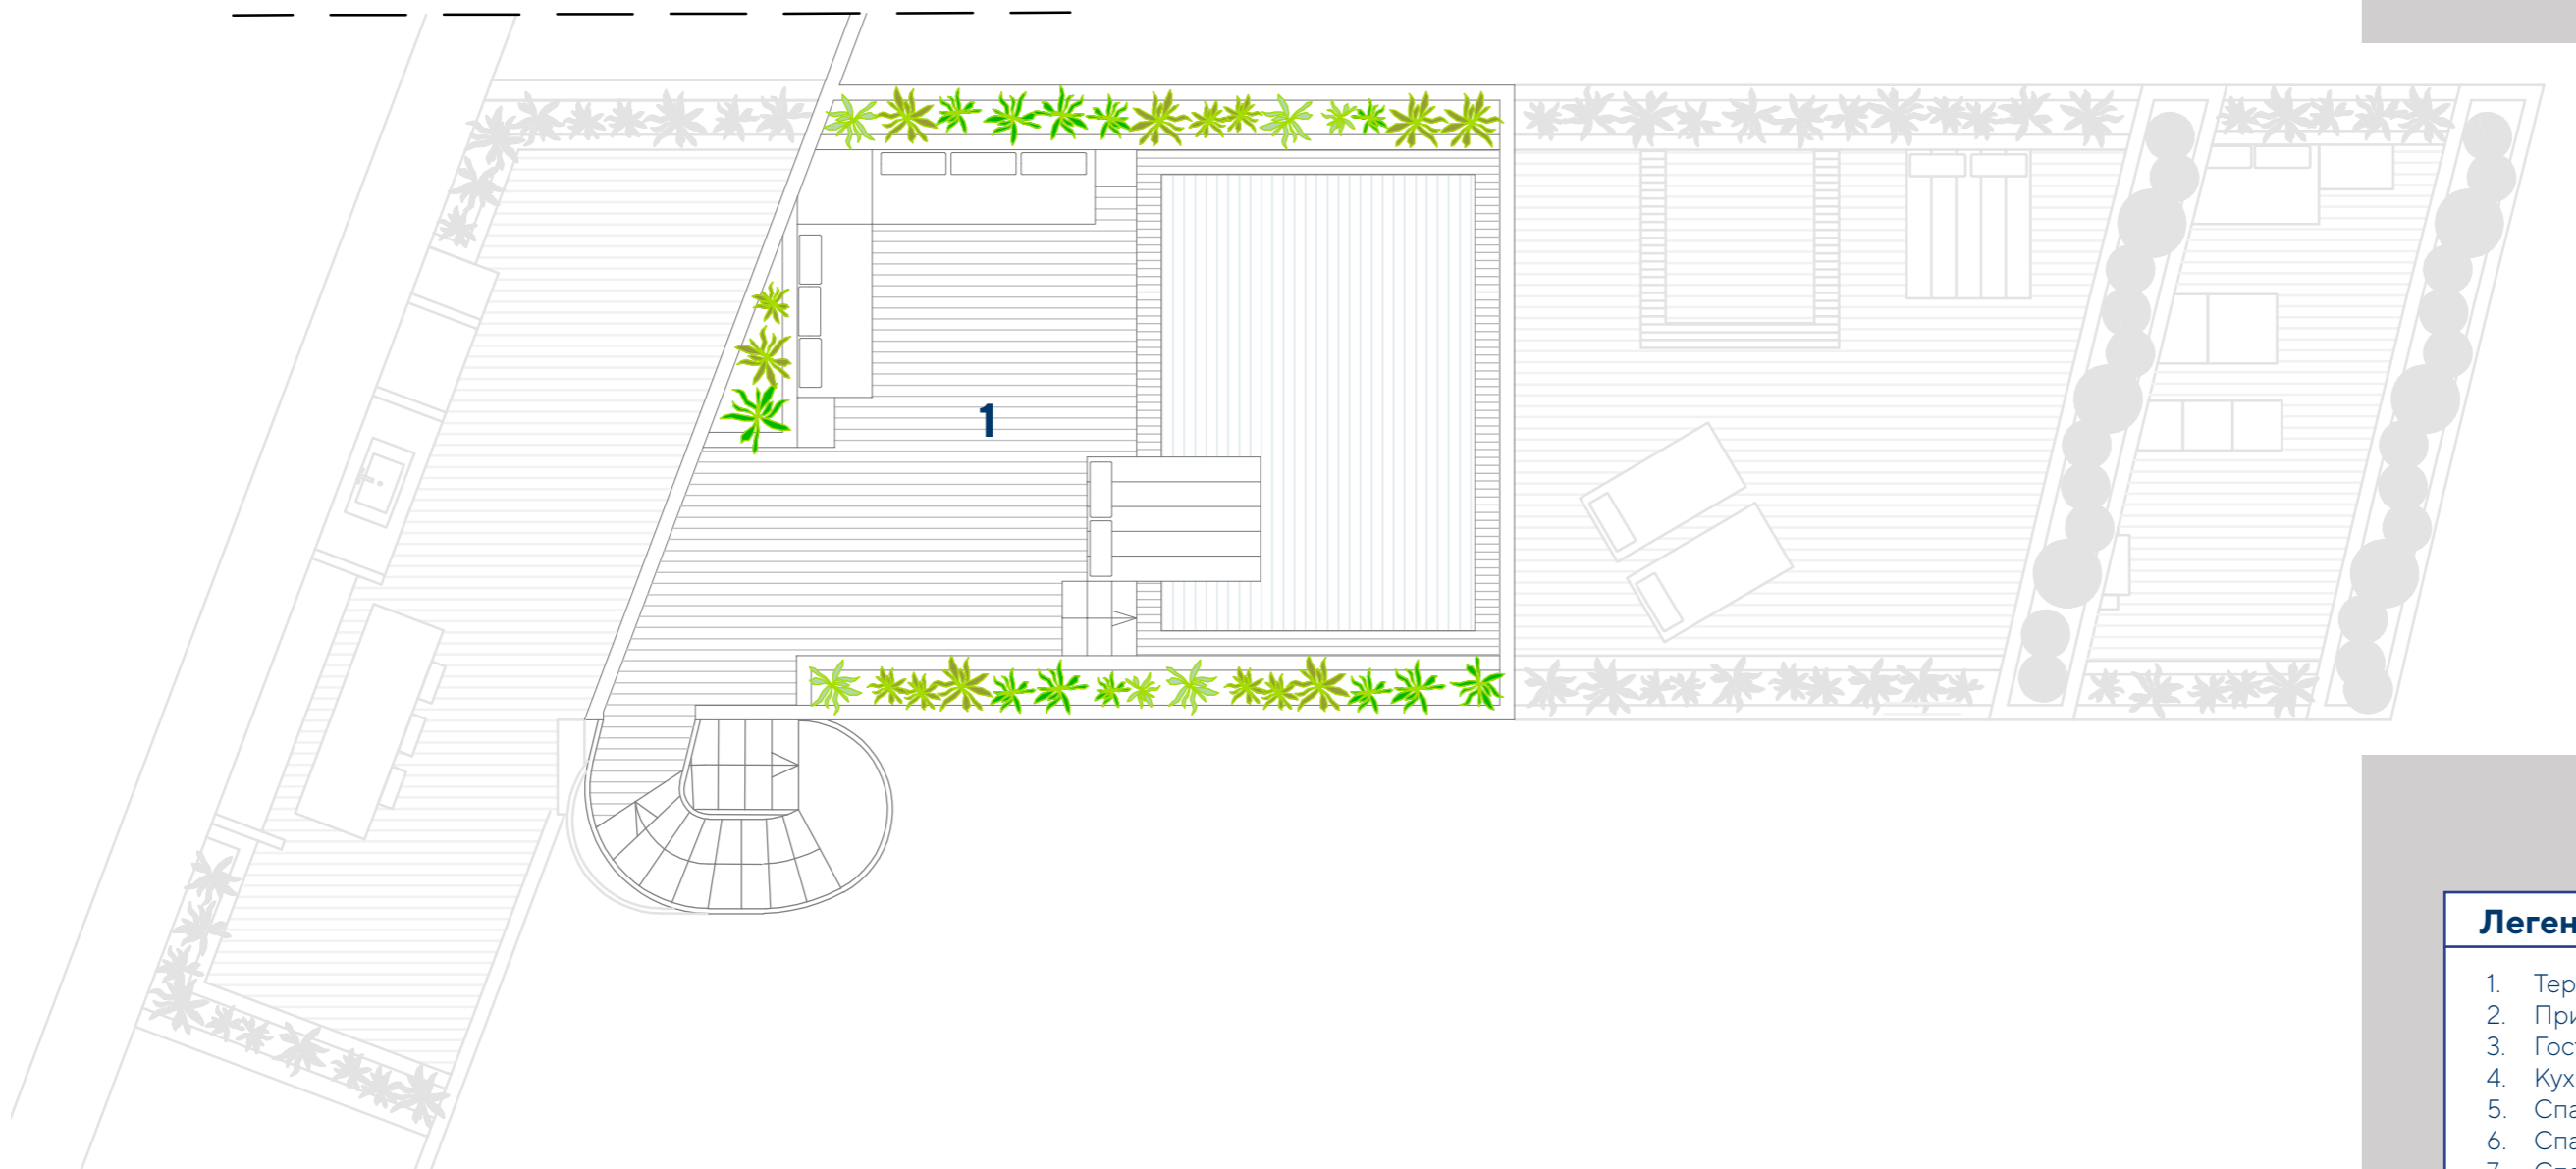 1
Леген
1. Тер
2. При
3. Гос
4. Кух
5. Спа
6. Спа